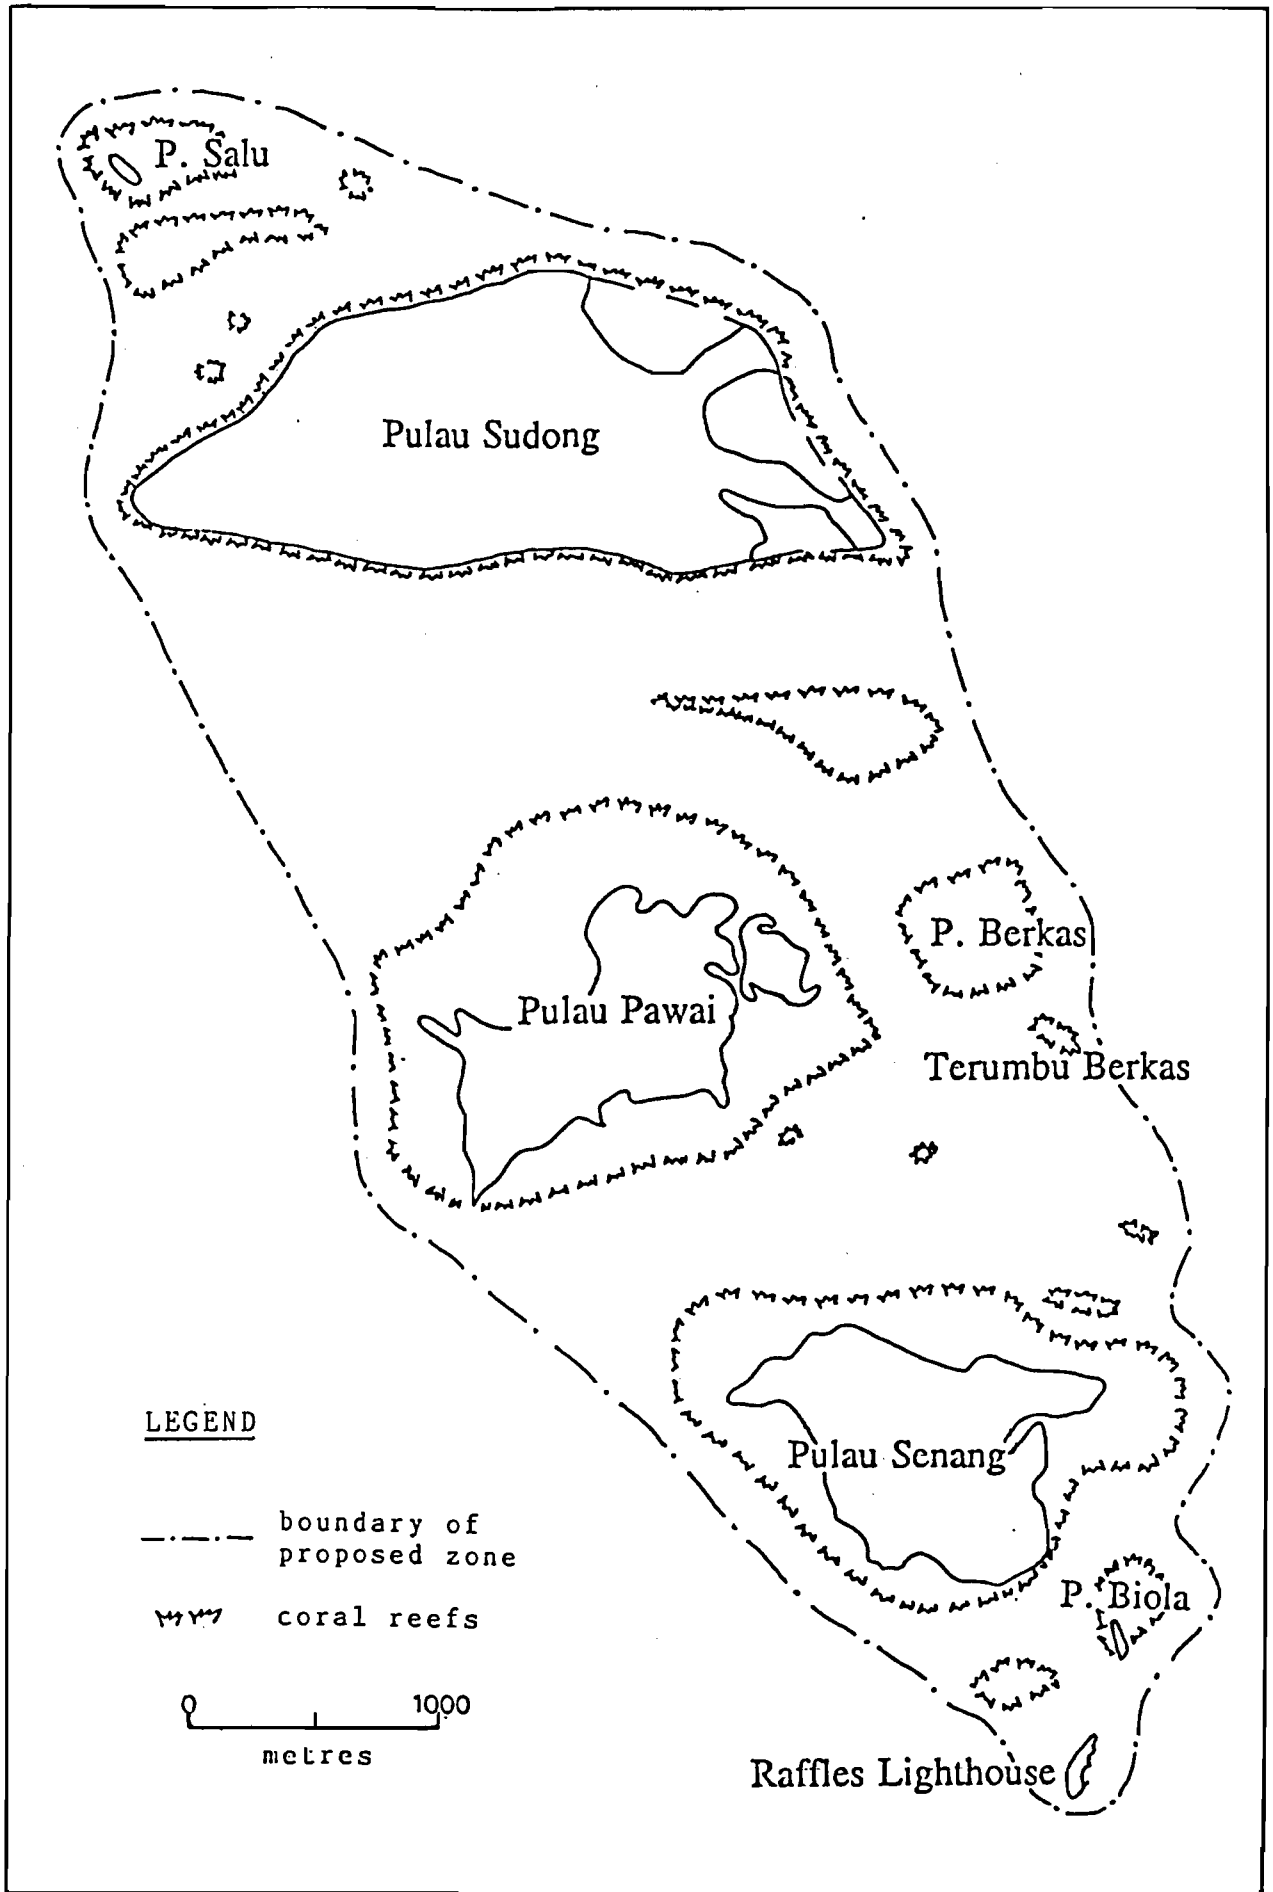 P. Salu
Pulau Sudong
P. Berkas
Pulau Pawai
Terumbu Berkas
LEGEND
Pulau Senang
boundary of
proposed zone
P. Biola
coral reefs
0 1000
metres
Raffles Lighthouse